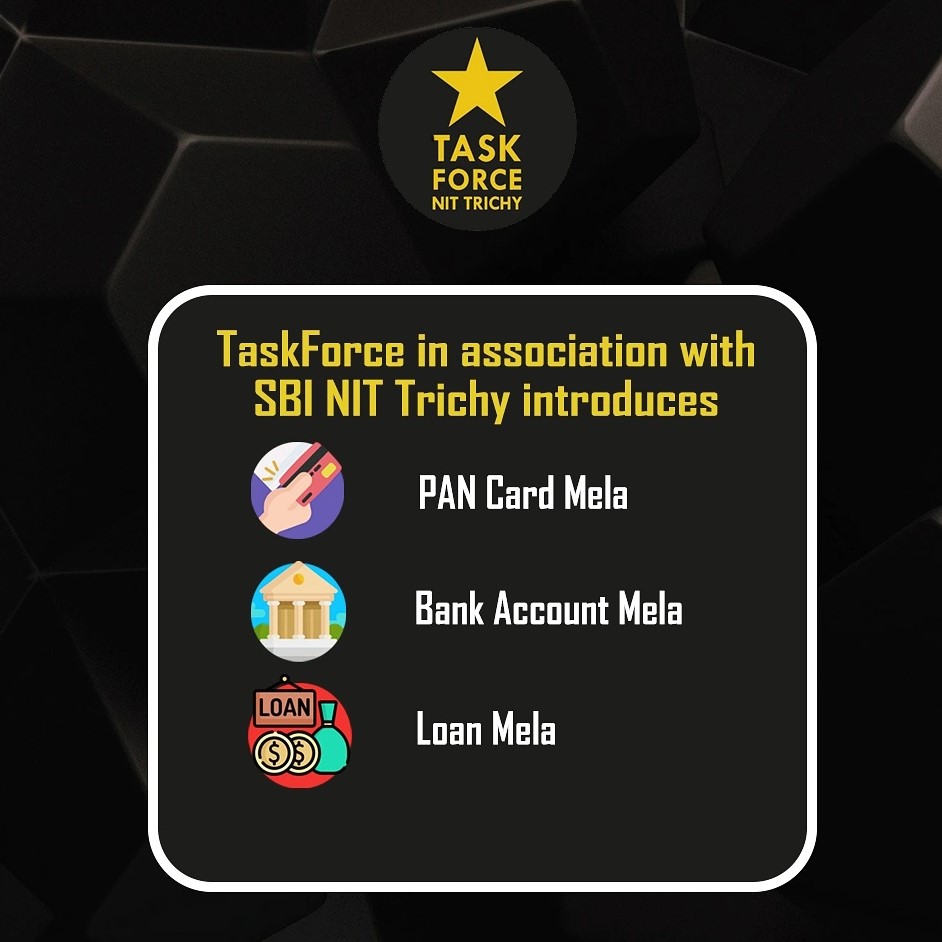 TASK
FORCE
NIT TRICHY
TaskForce in association with
SBI NIT Trichy introduces
PAN Card Mela
Bank Account Mela
LOAN
$ $
Loan Mela